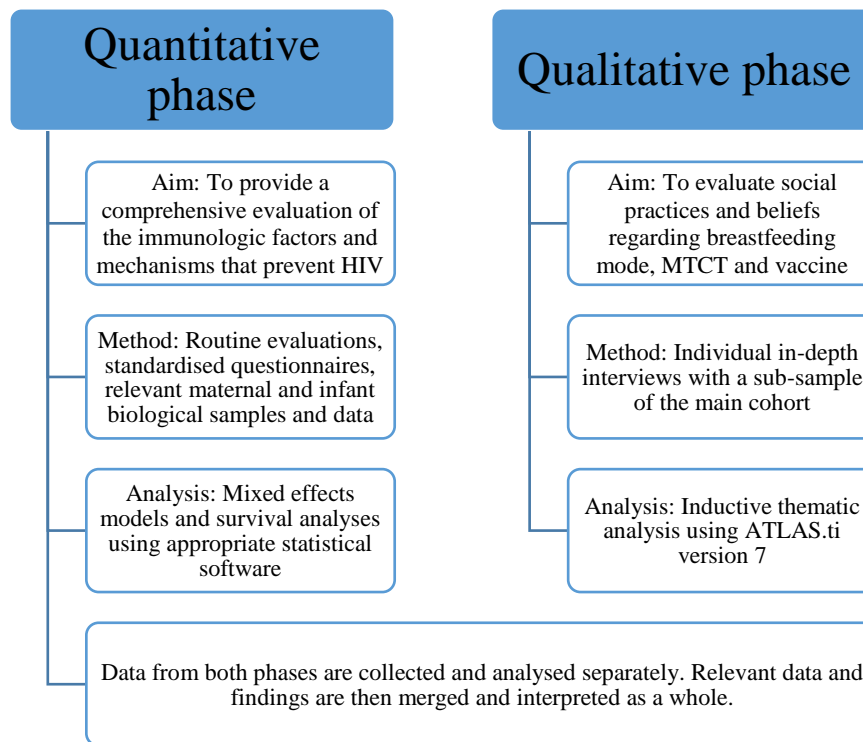 Quantitative
phase
Aim: To provide a
comprehensive evaluation of
the immunologic factors and
mechanisms that prevent HIV
Method: Routine evaluations,
standardised questionnaires,
relevant maternal and infant
biological samples and data
Analysis: Mixed effects
models and survival analyses
using appropriate statistical
software
Qualitative phase
Aim: To evaluate social
practices and beliefs
regarding breastfeeding
mode, MTCT and vaccine
Method: Individual in-depth
interviews with a sub-sample
of the main cohort
Analysis: Inductive thematic
analysis using ATLAS.ti
version 7
Data from both phases are collected and analysed separately. Relevant data and
findings are then merged and interpreted as a whole.